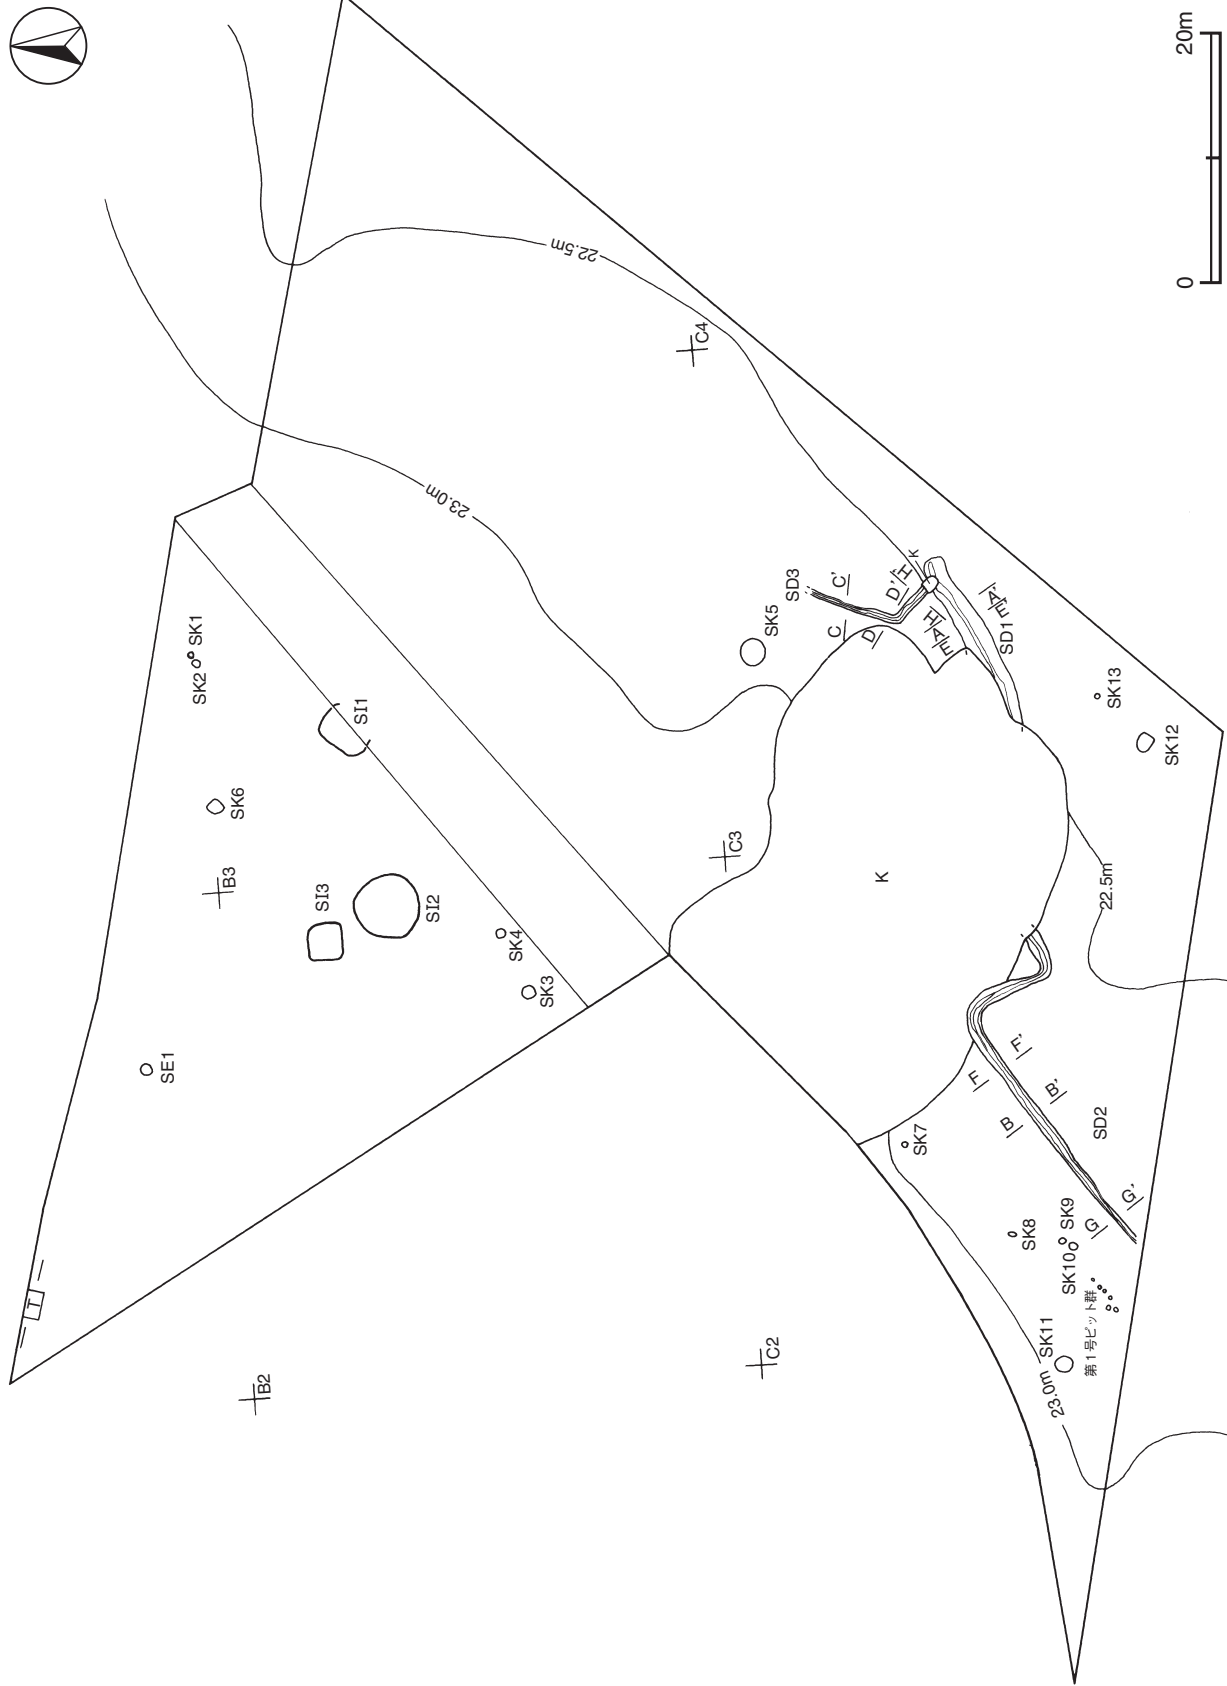 20m
0
22.5m
C4
23.0m
SK1
SK2
SI1
SK6
B3
SI3
SI2
SK4
SK3
SE1
T
B2
C2
C3
K
SK5
SD3
C'
C
D'
D
H'
H
K
A'
E'
A
E
SD1
SK13
SK12
22.5m
F'
F
B'
B
SD2
G'
G
SK7
SK8
SK9
SK10
第1号ピット群
SK11
23.0m